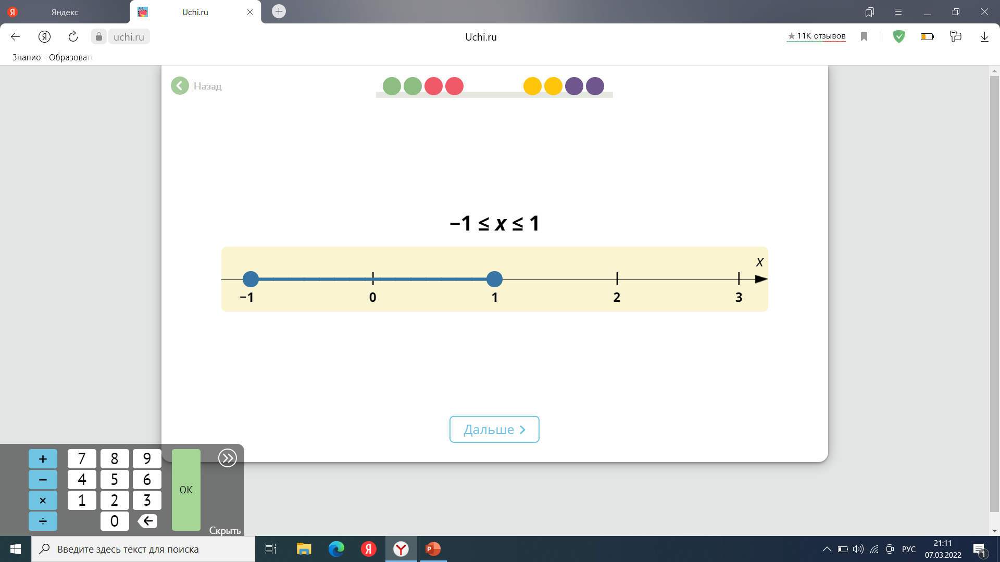 Яндекс
Uchi.ru
uchi.ru
Uchi.ru
★11K отзывов
Знанио - Образоват
Назад
−1 ≤ x ≤ 1
x
−1 0 1 2 3
Дальше
+ 7 8 9
− 4 5 6
× 1 2 3
÷ 0
OK
Скрыть
Введите здесь текст для поиска
РУС
21:11
07.03.2022
1